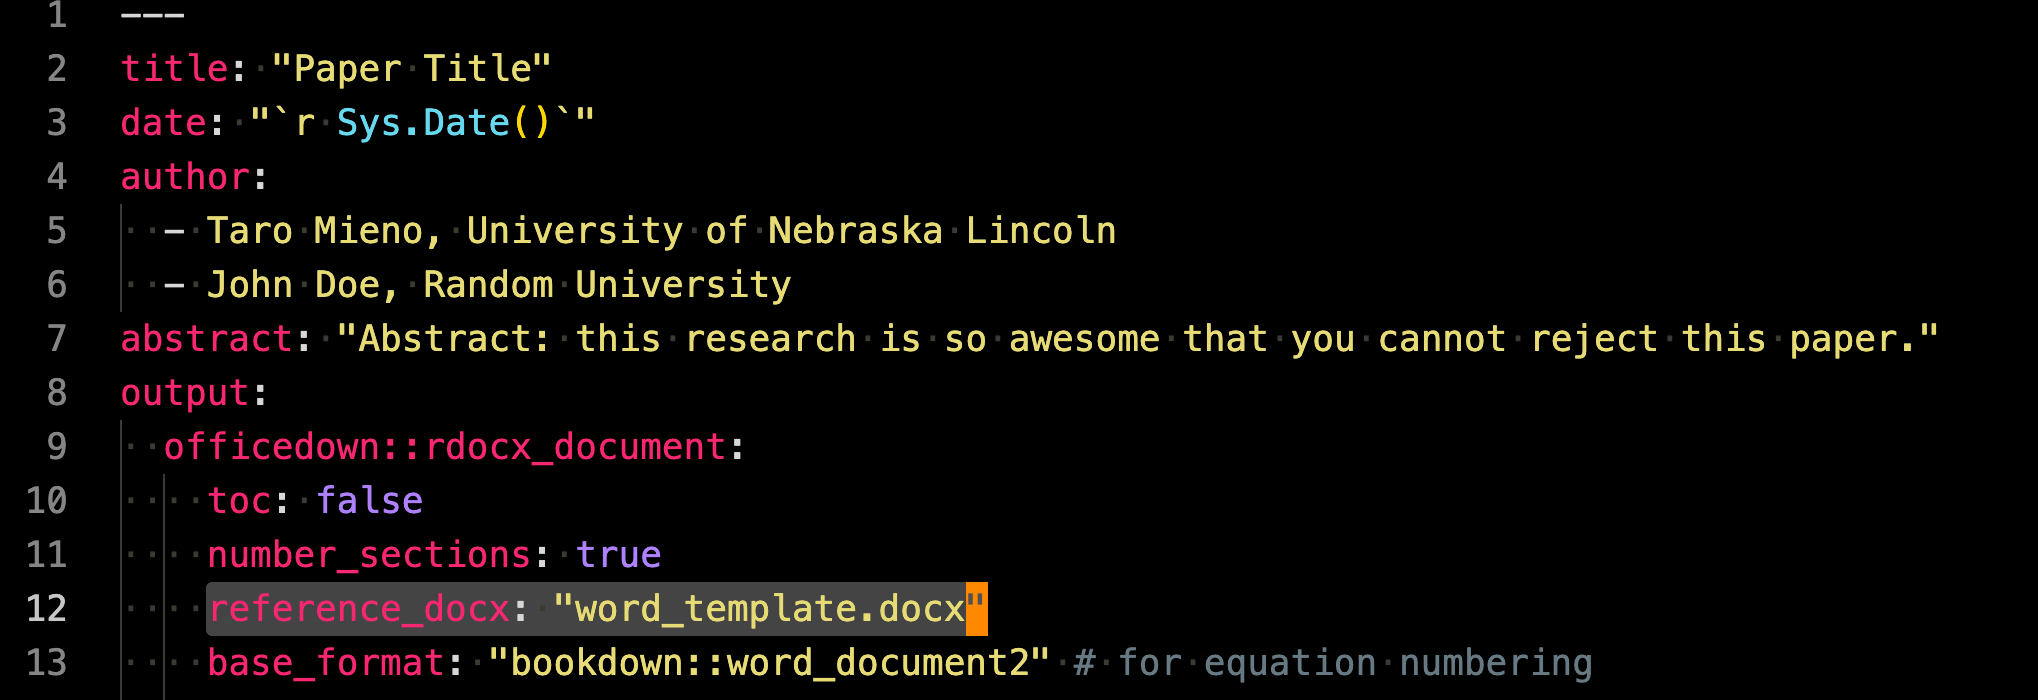 1 ---
2 title: "Paper Title"
3 date: "`r Sys.Date()`"
4 author:
5   - Taro Mieno, University of Nebraska Lincoln
6   - John Doe, Random University
7 abstract: "Abstract: this research is so awesome that you cannot reject this paper."
8 output:
9   officedown::rdocx_document:
10     toc: false
11     number_sections: true
12     reference_docx: "word_template.docx"
13     base_format: "bookdown::word_document2" # for equation numbering